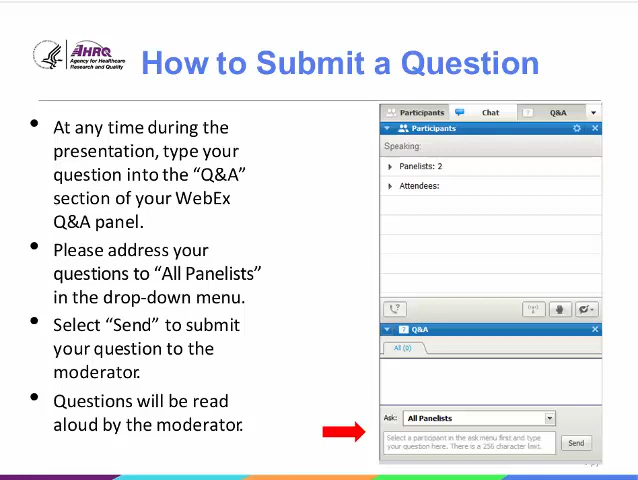 AHRQ
Agency for Healthcare
Research and Quality
How to Submit a Question
• At any time during the
presentation, type your
question into the “Q&A”
section of your WebEx
Q&A panel.
• Please address your
questions to “All Panelists”
in the drop-down menu.
• Select “Send” to submit
your question to the
moderator.
• Questions will be read
aloud by the moderator.
Participants Chat Q&A
Participants
Speaking:
Panelists: 2
Attendees:
Q&A
All (0)
Ask: All Panelists
Select a participant in the ask menu first and type
your question here. There is a 256 character limit.
Send